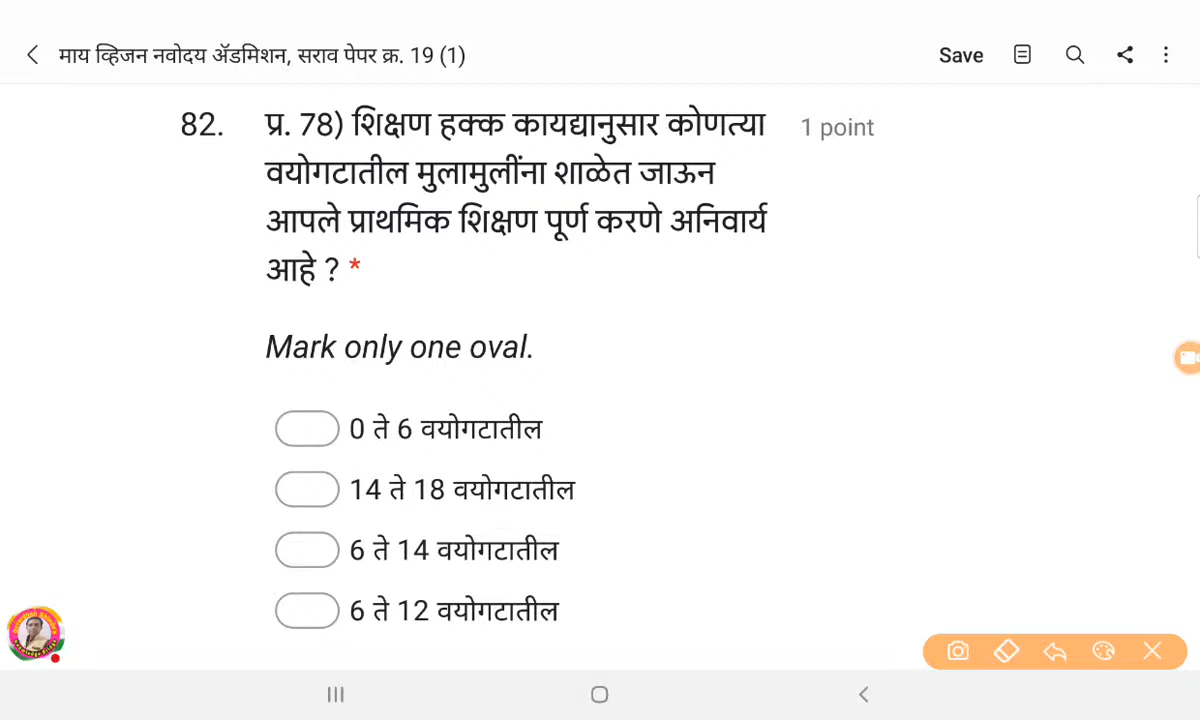 माय व्हिजन नवोदय ॲडमिशन, सराव पेपर क्र. 19 (1)
Save
82. प्र. 78) शिक्षण हक्क कायद्यानुसार कोणत्या 1 point
वयोगटातील मुलामुलींना शाळेत जाऊन
आपले प्राथमिक शिक्षण पूर्ण करणे अनिवार्य
आहे ? *
Mark only one oval.
0 ते 6 वयोगटातील
14 ते 18 वयोगटातील
6 ते 14 वयोगटातील
6 ते 12 वयोगटातील